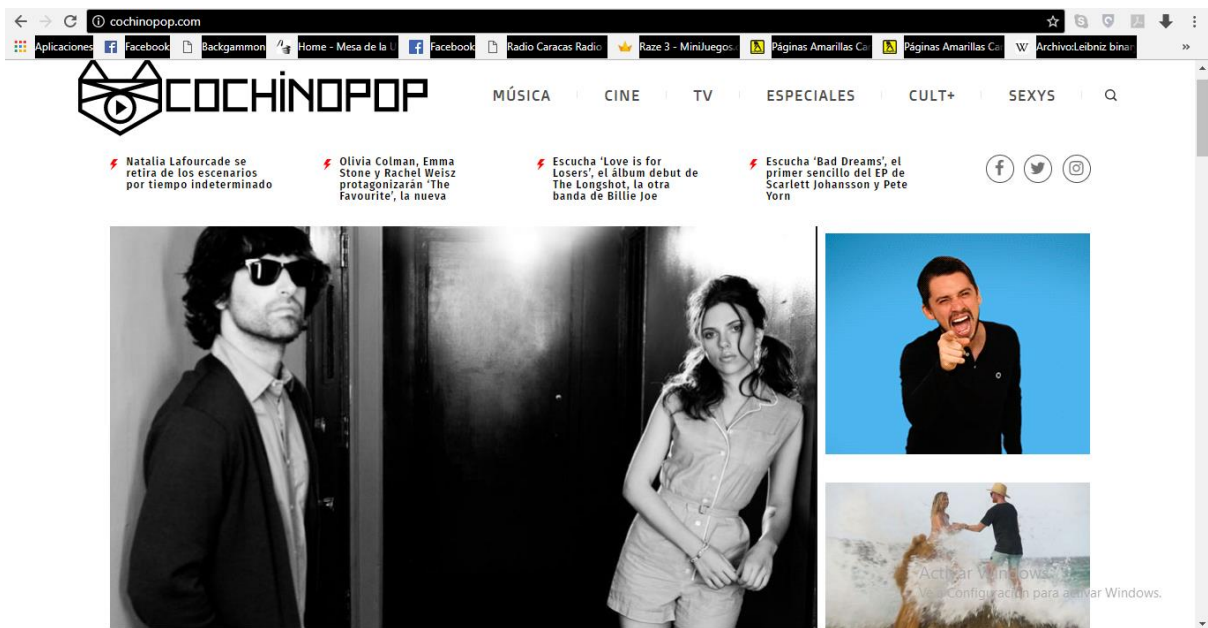 cochinopop.com
Aplicaciones Facebook Backgammon Home - Mesa de la U Facebook Radio Caracas Radio Raze 3 - MiniJuegos. Páginas Amarillas Ca Páginas Amarillas Ca W Archivo:Leibniz binar »
COCHINOPOP
MÚSICA CINE TV ESPECIALES CULT+ SEXYS
Natalia Lafourcade se
retira de los escenarios
por tiempo indeterminado
Olivia Colman, Emma
Stone y Rachel Weisz
protagonizarán ‘The
Favourite’, la nueva
Escucha ‘Love is for
Losers’, el álbum debut de
The Longshot, la otra
banda de Billie Joe
Escucha ‘Bad Dreams’, el
primer sencillo del EP de
Scarlett Johansson y Pete
Yorn
Activar Windows
Ve a Configuración para activar Windows.